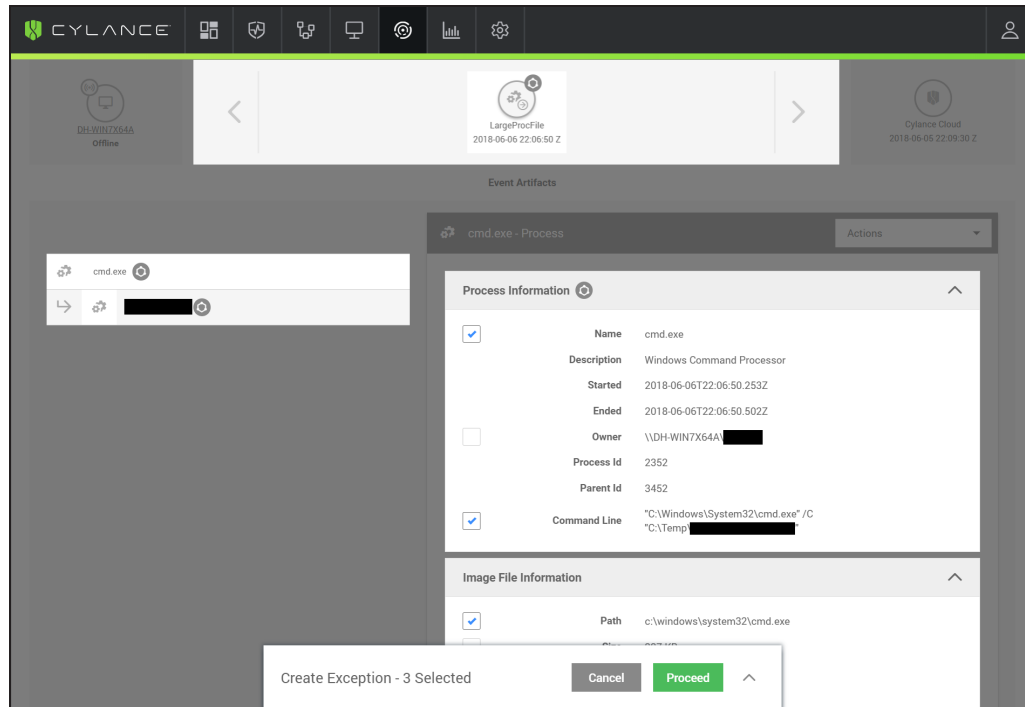 CYLANCE
DH-WIN7X64A
Offline
LargeProcFile
2018-06-06 22:06:50 Z
Cylance Cloud
2018-06-05 22:09:30 Z
Event Artifacts
cmd.exe - Process
Actions
cmd.exe
Process Information
Name cmd.exe
Description Windows Command Processor
Started 2018-06-06T22:06:50.253Z
Ended 2018-06-06T22:06:50.502Z
Owner \\DH-WIN7X64A\
Process Id 2352
Parent Id 3452
Command Line "C:\Windows\System32\cmd.exe" /C
"C:\Temp\ "
Image File Information
Path c:\windows\system32\cmd.exe
Create Exception - 3 Selected
Cancel
Proceed